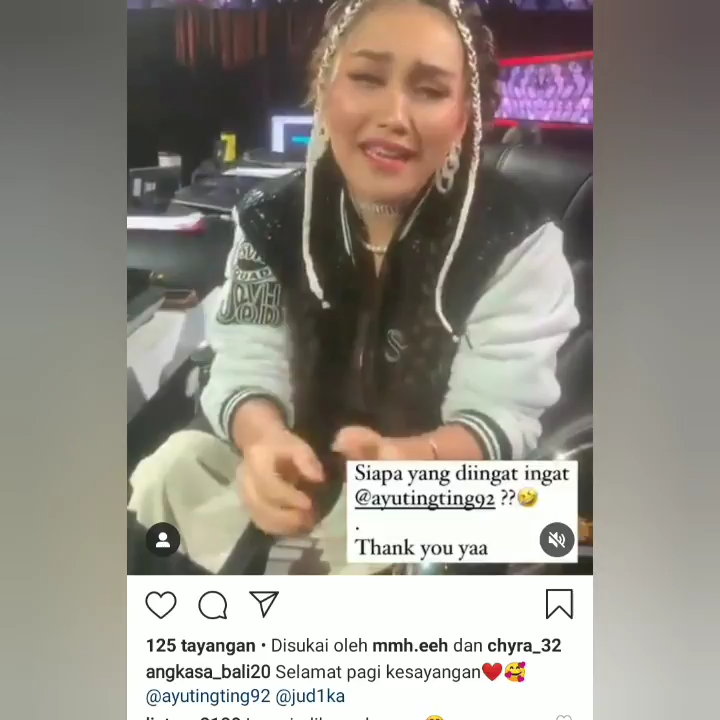 Siapa yang diingat ingat
@ayutingting92 ??🤣
.
Thank you yaa
125 tayangan • Disukai oleh mmh.eeh dan chyra_32
angkasa_bali20 Selamat pagi kesayangan❤️🥰
@ayutingting92 @jud1ka